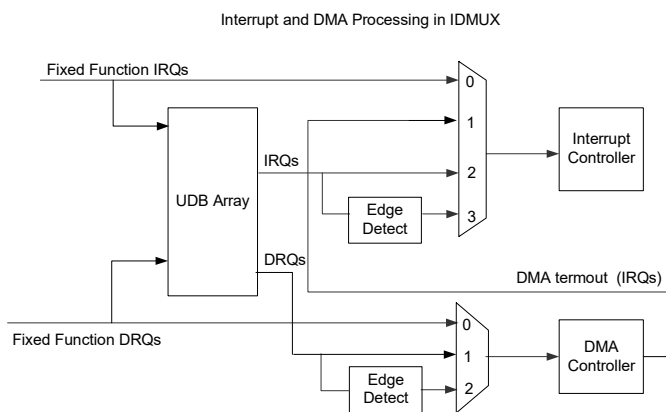 Interrupt and DMA Processing in IDMUX
Fixed Function IRQs
0
1
Interrupt
Controller
IRQs
2
UDB Array
Edge
Detect
3
DRQs
DMA termout (IRQs)
0
Fixed Function DRQs
1
DMA
Controller
Edge
Detect
2